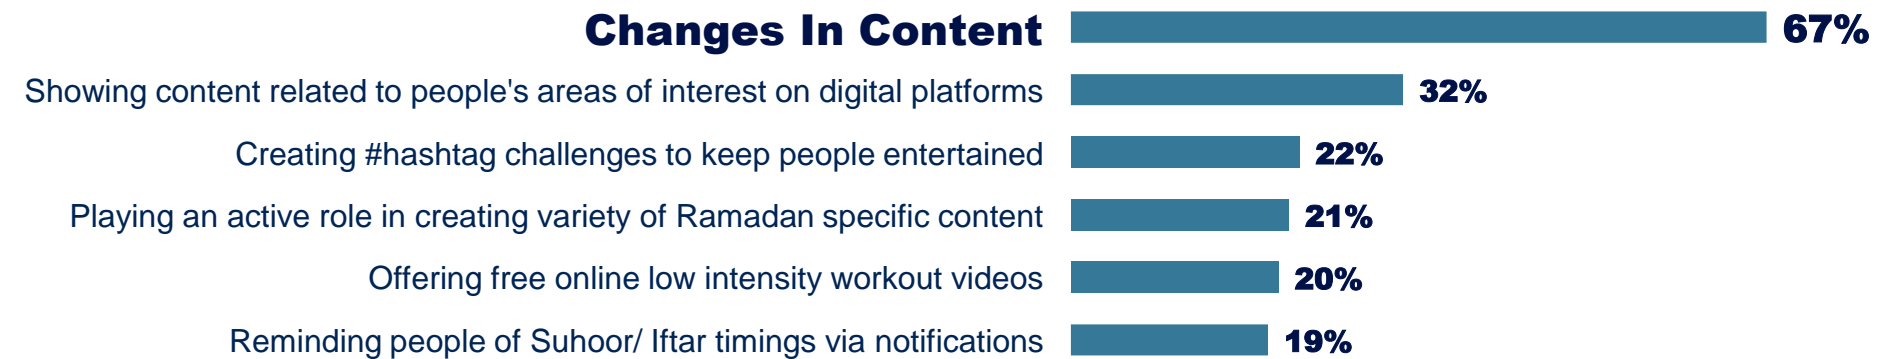 Changes In Content 67%
Showing content related to people's areas of interest on digital platforms 32%
Creating #hashtag challenges to keep people entertained 22%
Playing an active role in creating variety of Ramadan specific content 21%
Offering free online low intensity workout videos 20%
Reminding people of Suhoor/ Iftar timings via notifications 19%